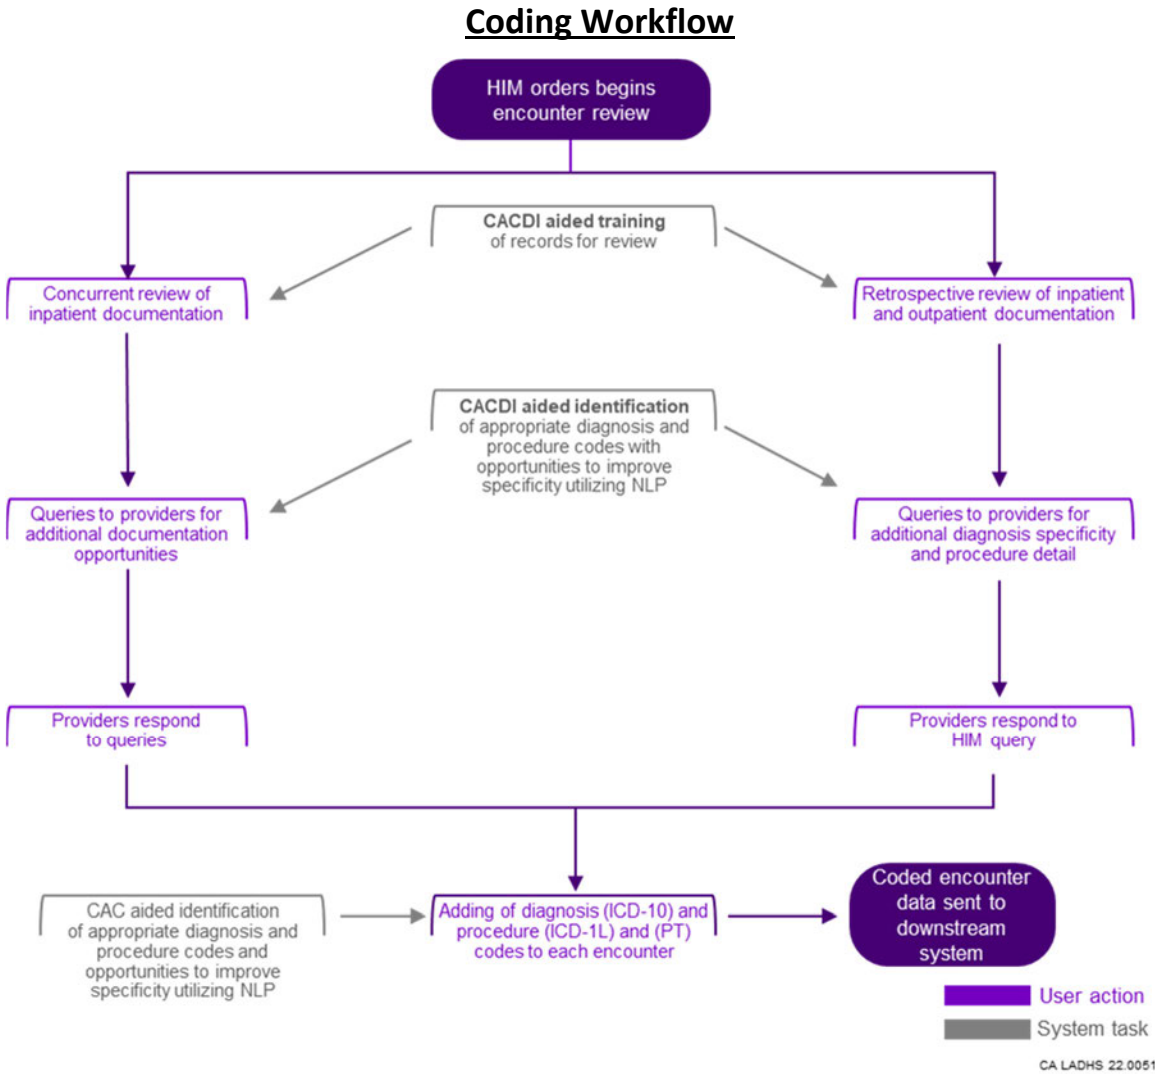 Coding Workflow
HIM orders begins
encounter review
CACDI aided training
of records for review
Concurrent review of
inpatient documentation
Retrospective review of inpatient
and outpatient documentation
CACDI aided identification
of appropriate diagnosis and
procedure codes with
opportunities to improve
specificity utilizing NLP
Queries to providers for
additional documentation
opportunities
Queries to providers for
additional diagnosis specificity
and procedure detail
Providers respond
to queries
Providers respond to
HIM query
CAC aided identification
of appropriate diagnosis and
procedure codes and
opportunities to improve
specificity utilizing NLP
Adding of diagnosis (ICD-10) and
procedure (ICD-1L) and (PT)
codes to each encounter
Coded encounter
data sent to
downstream
system
User action
System task
CA LADHS 22.0051